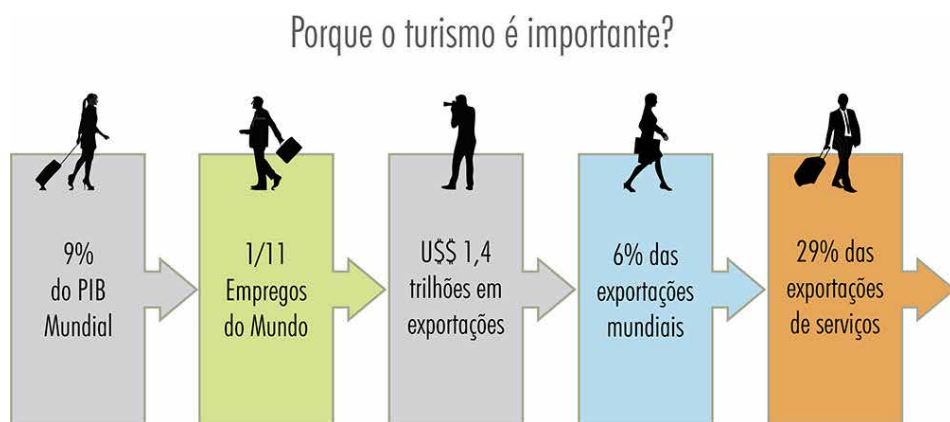 Porque o turismo é importante?
9%
do PIB
Mundial
1/11
Empregos
do Mundo
U$$ 1,4
trilhões em
exportações
6% das
exportações
mundiais
29% das
exportações
de serviços